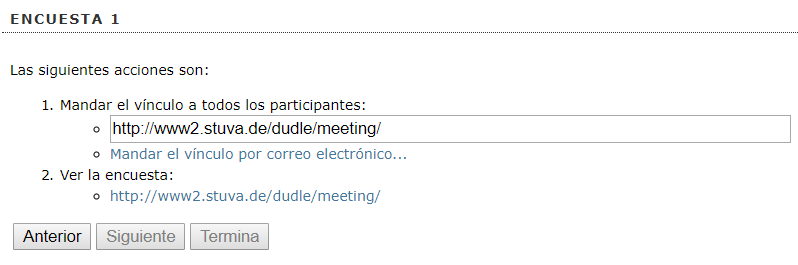 ENCUESTA 1
Las siguientes acciones son:
1. Mandar el vínculo a todos los participantes:
http://www2.stuva.de/dudle/meeting/
Mandar el vínculo por correo electrónico...
2. Ver la encuesta:
http://www2.stuva.de/dudle/meeting/
Anterior Siguiente Termina